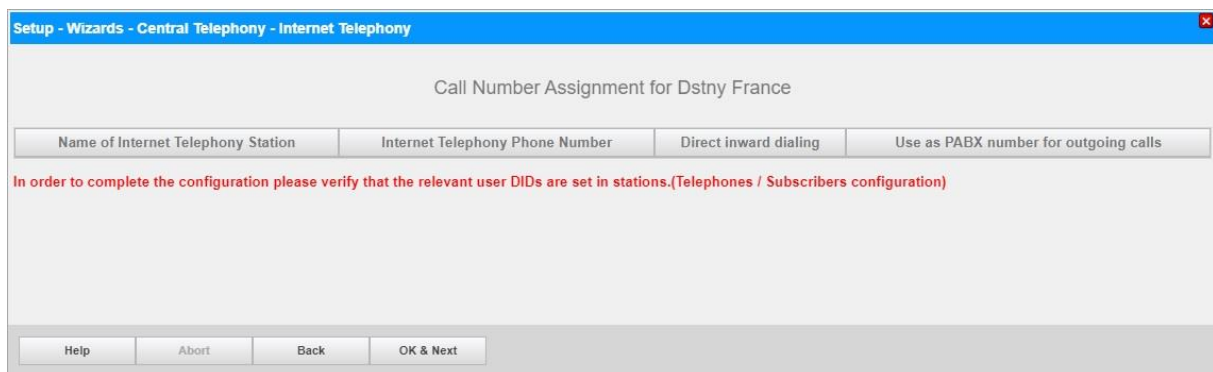 Setup - Wizards - Central Telephony - Internet Telephony
Call Number Assignment for Dstny France
Name of Internet Telephony Station Internet Telephony Phone Number Direct inward dialing Use as PABX number for outgoing calls
In order to complete the configuration please verify that the relevant user DIDs are set in stations.(Telephones / Subscribers configuration)
Help Abort Back OK & Next